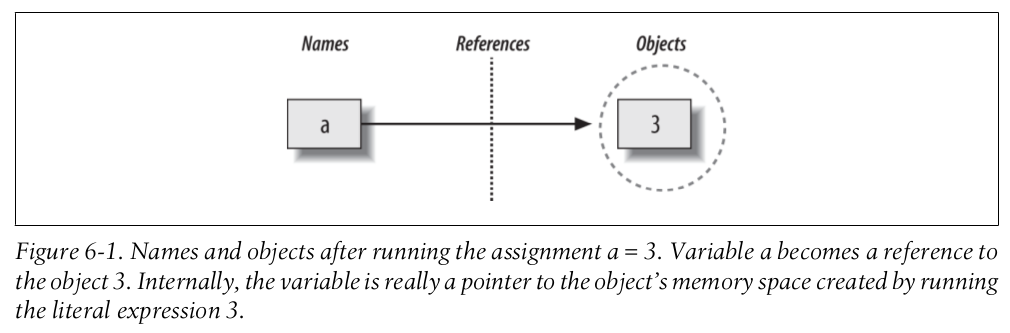 Names References Objects
a 3
Figure 6-1. Names and objects after running the assignment a = 3. Variable a becomes a reference to
the object 3. Internally, the variable is really a pointer to the object’s memory space created by running
the literal expression 3.